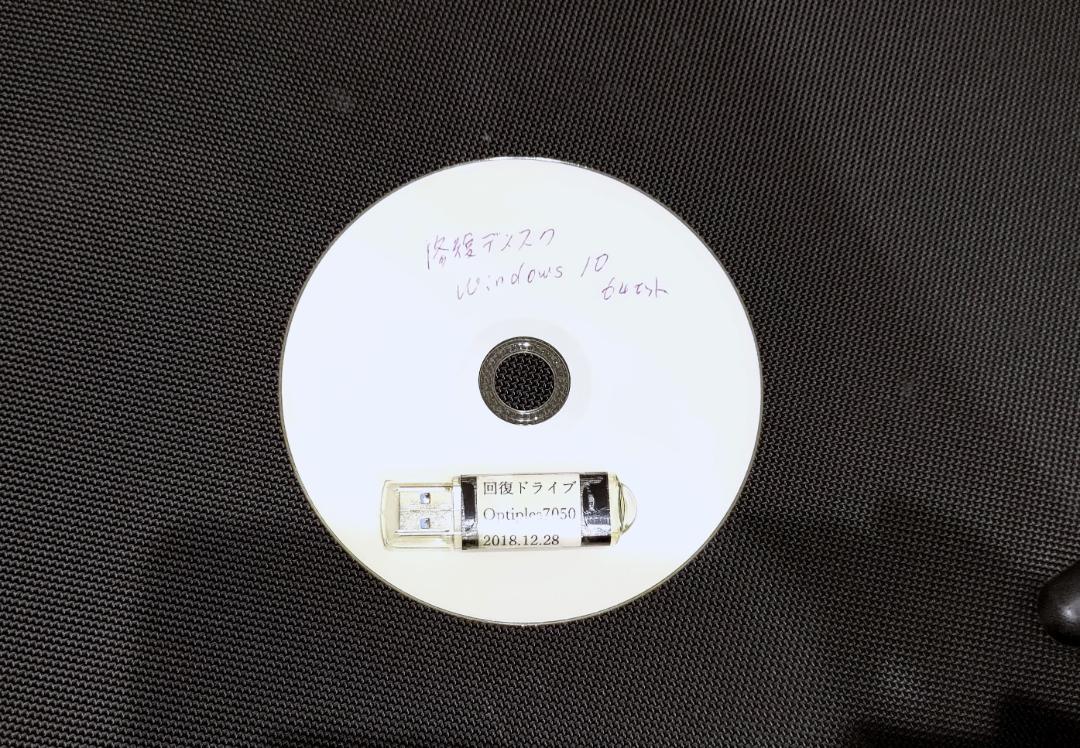 修復ディスク
Windows 10
64ビット
回復ドライブ
Optiplex7050
2018.12.28